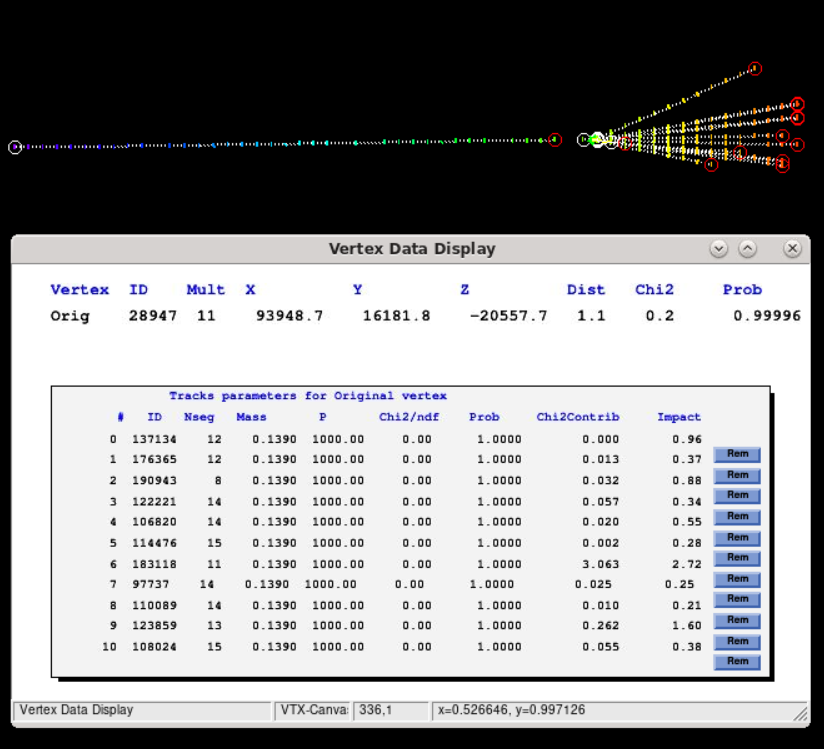 Vertex Data Display
Vertex ID Mult X Y Z Dist Chi2 Prob
Orig 28947 11 93948.7 16181.8 −20557.7 1.1 0.2 0.99996
Tracks parameters for Original vertex
# ID Nseg Mass P Chi2/ndf Prob Chi2Contrib Impact
0 137134 12 0.1390 1000.00 0.00 1.0000 0.000 0.96
1 176365 12 0.1390 1000.00 0.00 1.0000 0.013 0.37 Rem
2 190943 8 0.1390 1000.00 0.00 1.0000 0.032 0.88 Rem
3 122221 14 0.1390 1000.00 0.00 1.0000 0.057 0.34 Rem
4 106820 14 0.1390 1000.00 0.00 1.0000 0.020 0.55 Rem
5 114476 15 0.1390 1000.00 0.00 1.0000 0.002 0.28 Rem
6 183118 11 0.1390 1000.00 0.00 1.0000 3.063 2.72 Rem
7 97737 14 0.1390 1000.00 0.00 1.0000 0.025 0.25 Rem
8 110089 14 0.1390 1000.00 0.00 1.0000 0.010 0.21 Rem
9 123859 13 0.1390 1000.00 0.00 1.0000 0.262 1.60 Rem
10 108024 15 0.1390 1000.00 0.00 1.0000 0.055 0.38 Rem
Rem
Vertex Data Display VTX-Canva: 336,1 x=0.526646, y=0.997126